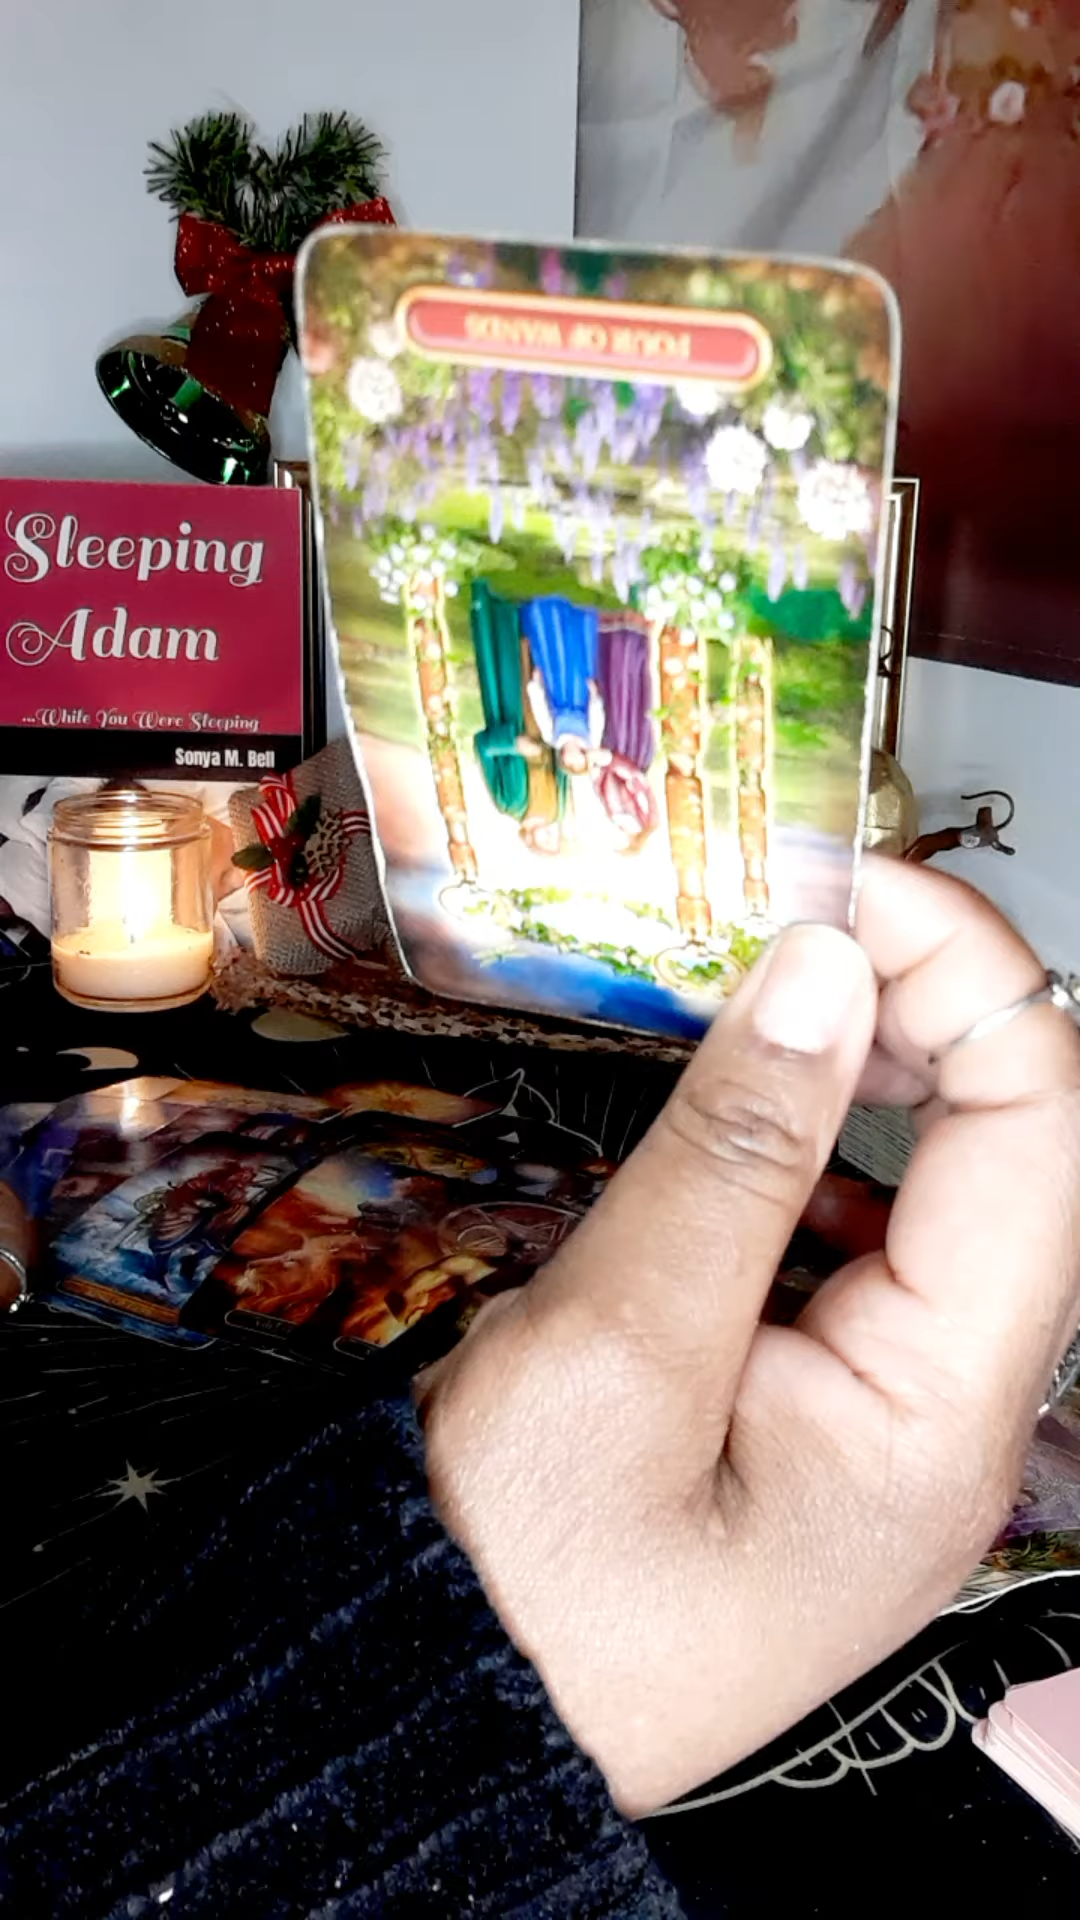 FOUR OF WANDS
Sleeping
Adam
...While You Were Sleeping
Sonya M. Bell